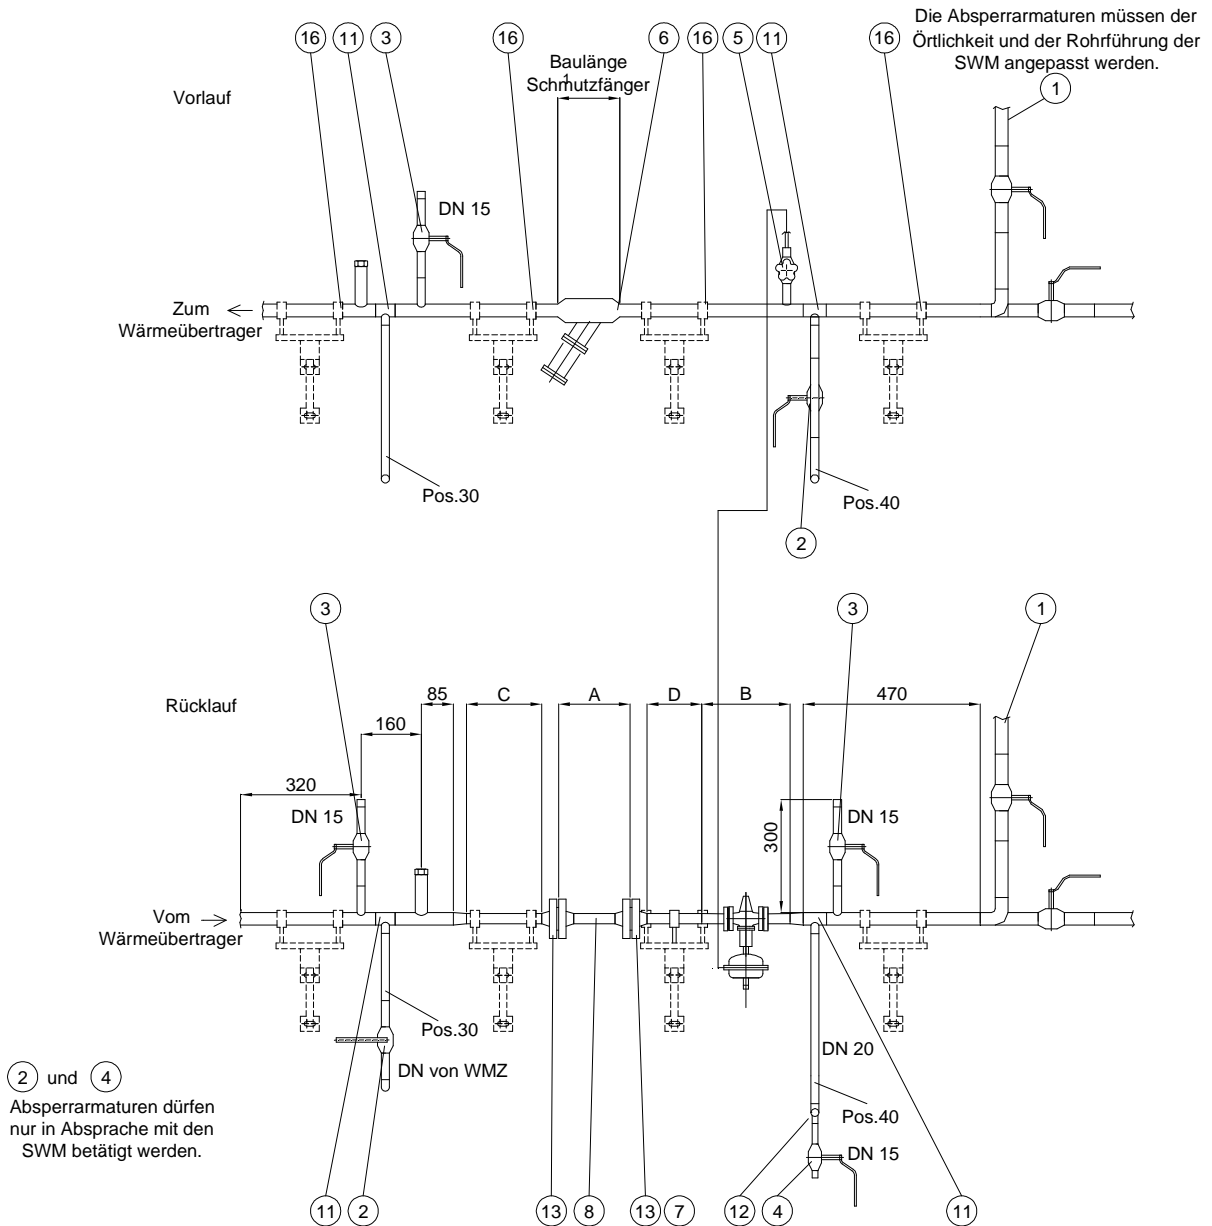 Die Absperrarmaturen müssen der
Örtlichkeit und der Rohrführung der
SWM angepasst werden.
16 11 3 16 6 16 5 11 16
Baulänge
1
Schmutzfänger
1
Vorlauf
DN 15
Zum
Wärmeübertrager
Pos.30
Pos.40
2
3 3 1
Rücklauf
85 C A D B 470
160
320
DN 15
300
DN 15
Vom
Wärmeübertrager
Pos.30
DN 20
DN von WMZ
2 und 4
Absperrarmaturen dürfen
nur in Absprache mit den
SWM betätigt werden.
Pos.40
DN 15
11 2 13 8 13 7 12 4 11